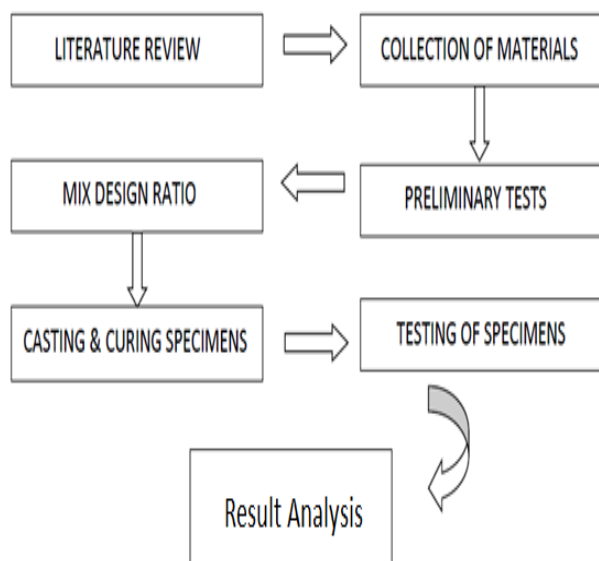 LITERATURE REVIEW
COLLECTION OF MATERIALS
PRELIMINARY TESTS
MIX DESIGN RATIO
CASTING & CURING SPECIMENS
TESTING OF SPECIMENS
Result Analysis